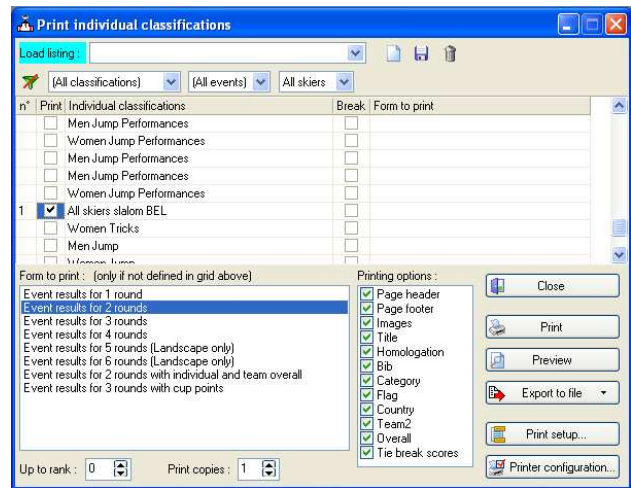 Print individual classifications
Load listing :
(All classifications) (All events) All skiers
n° Print Individual classifications Break Form to print
Men Jump Performances
Women Jump Performances
Men Jump Performances
Men Jump Performances
Women Jump Performances
1 All skiers slalom BEL
Women Tricks
Men Jump
Women Jump
Form to print : (only if not defined in grid above)
Event results for 1 round
Event results for 2 rounds
Event results for 3 rounds
Event results for 4 rounds
Event results for 5 rounds (Landscape only)
Event results for 6 rounds (Landscape only)
Event results for 2 rounds with individual and team overall
Event results for 3 rounds with cup points
Up to rank : 0 Print copies : 1
Printing options :
Page header
Page footer
Images
Title
Homologation
Bib
Category
Flag
Country
Team2
Overall
Tie break scores
Close
Print
Preview
Export to file
Print setup...
Printer configuration...